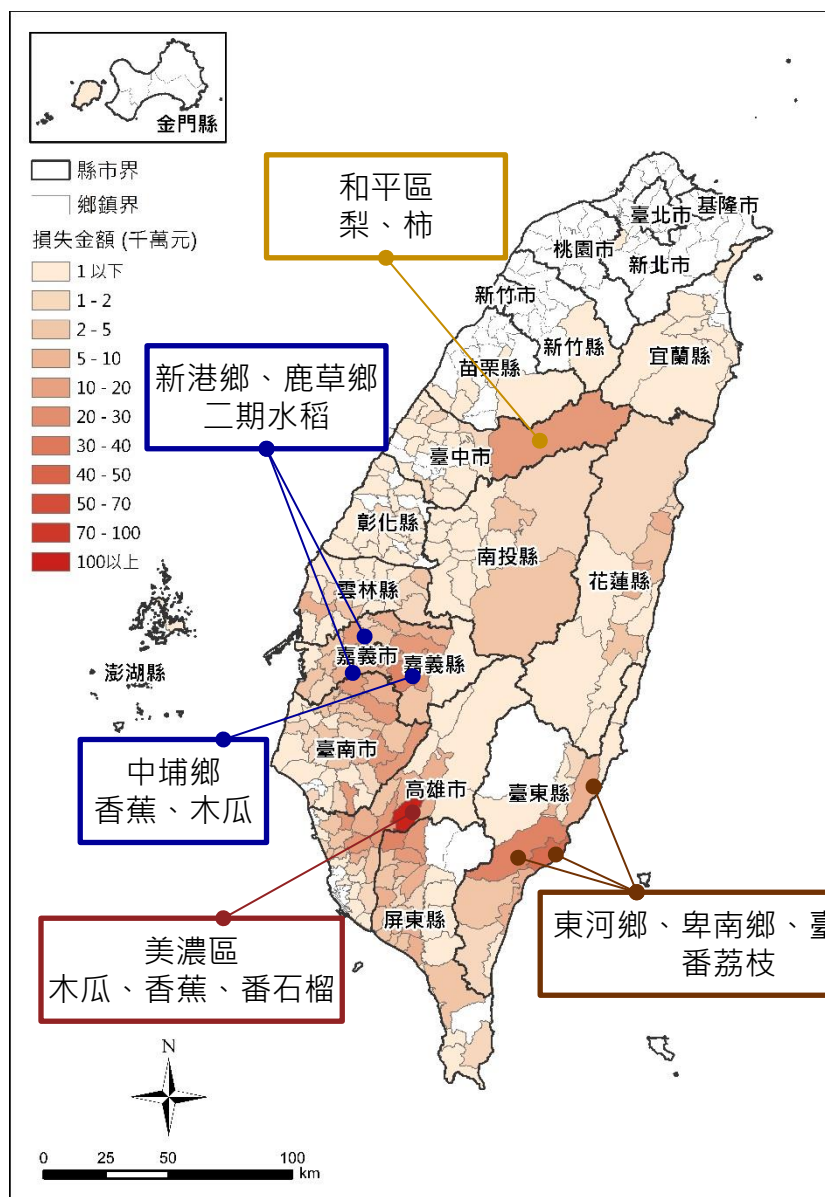 金門縣
縣市界
鄉鎮界
損失金額 (千萬元)
1 以下
1 - 2
2 - 5
5 - 10
10 - 20
20 - 30
30 - 40
40 - 50
50 - 70
70 - 100
100以上
和平區
梨、柿
基隆市
臺北市
桃園市
新北市
新竹市
新竹縣
宜蘭縣
苗栗縣
新港鄉、鹿草鄉
二期水稻
臺中市
彰化縣
南投縣
花蓮縣
雲林縣
嘉義市
嘉義縣
澎湖縣
臺南市
中埔鄉
香蕉、木瓜
高雄市
臺東縣
屏東縣
美濃區
木瓜、香蕉、番石榴
東河鄉、卑南鄉、臺
番荔枝
N
0 25 50 100
km